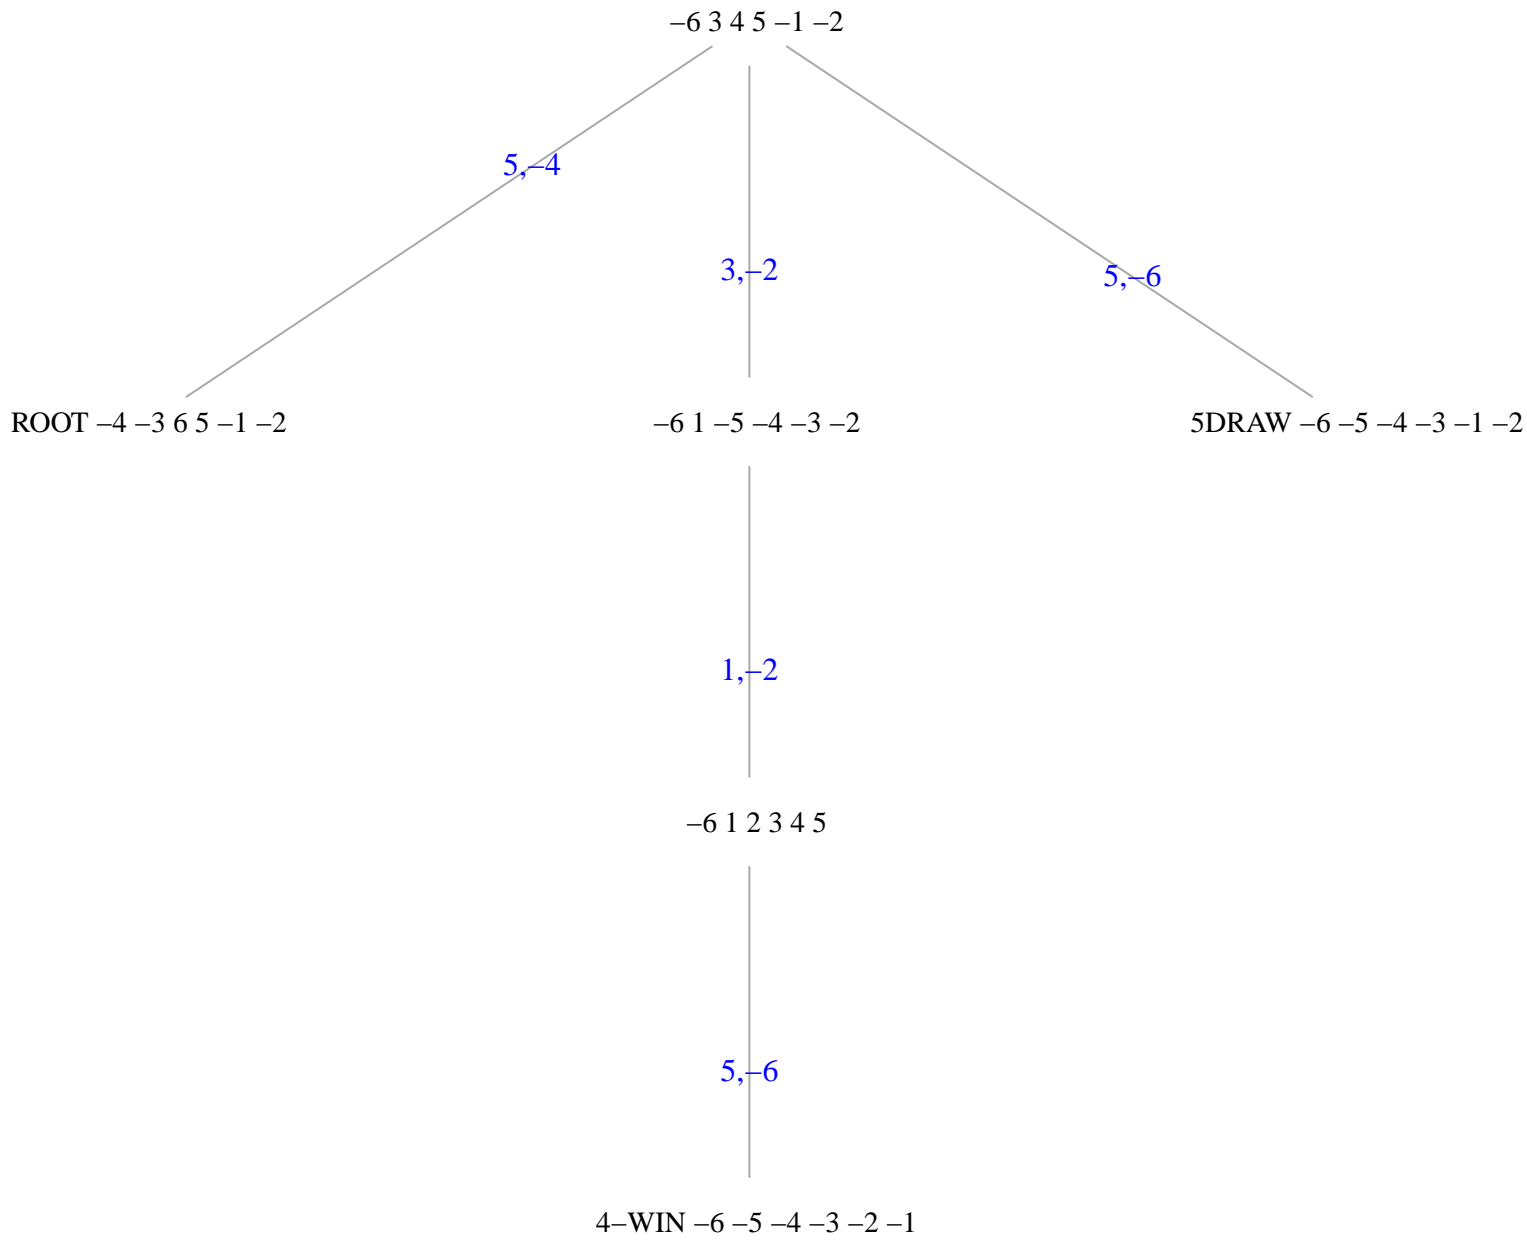 –6 3 4 5 –1 –2
5,–4
3,–2
5,–6
ROOT –4 –3 6 5 –1 –2
–6 1 –5 –4 –3 –2
5DRAW –6 –5 –4 –3 –1 –2
1,–2
–6 1 2 3 4 5
5,–6
4–WIN –6 –5 –4 –3 –2 –1